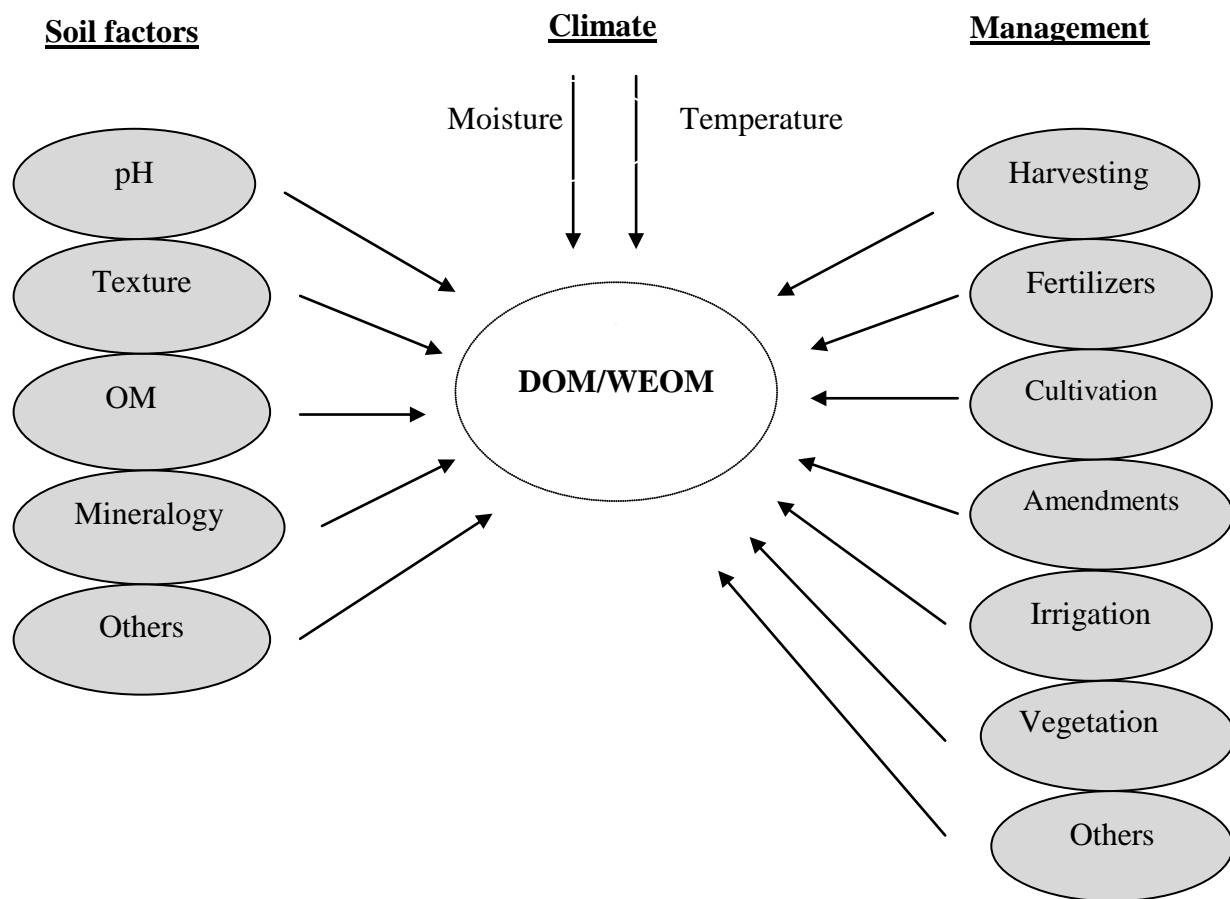 Soil factors
Climate
Management
Moisture
Temperature
pH
Texture
OM
Mineralogy
Others
DOM/WEOM
Harvesting
Fertilizers
Cultivation
Amendments
Irrigation
Vegetation
Others